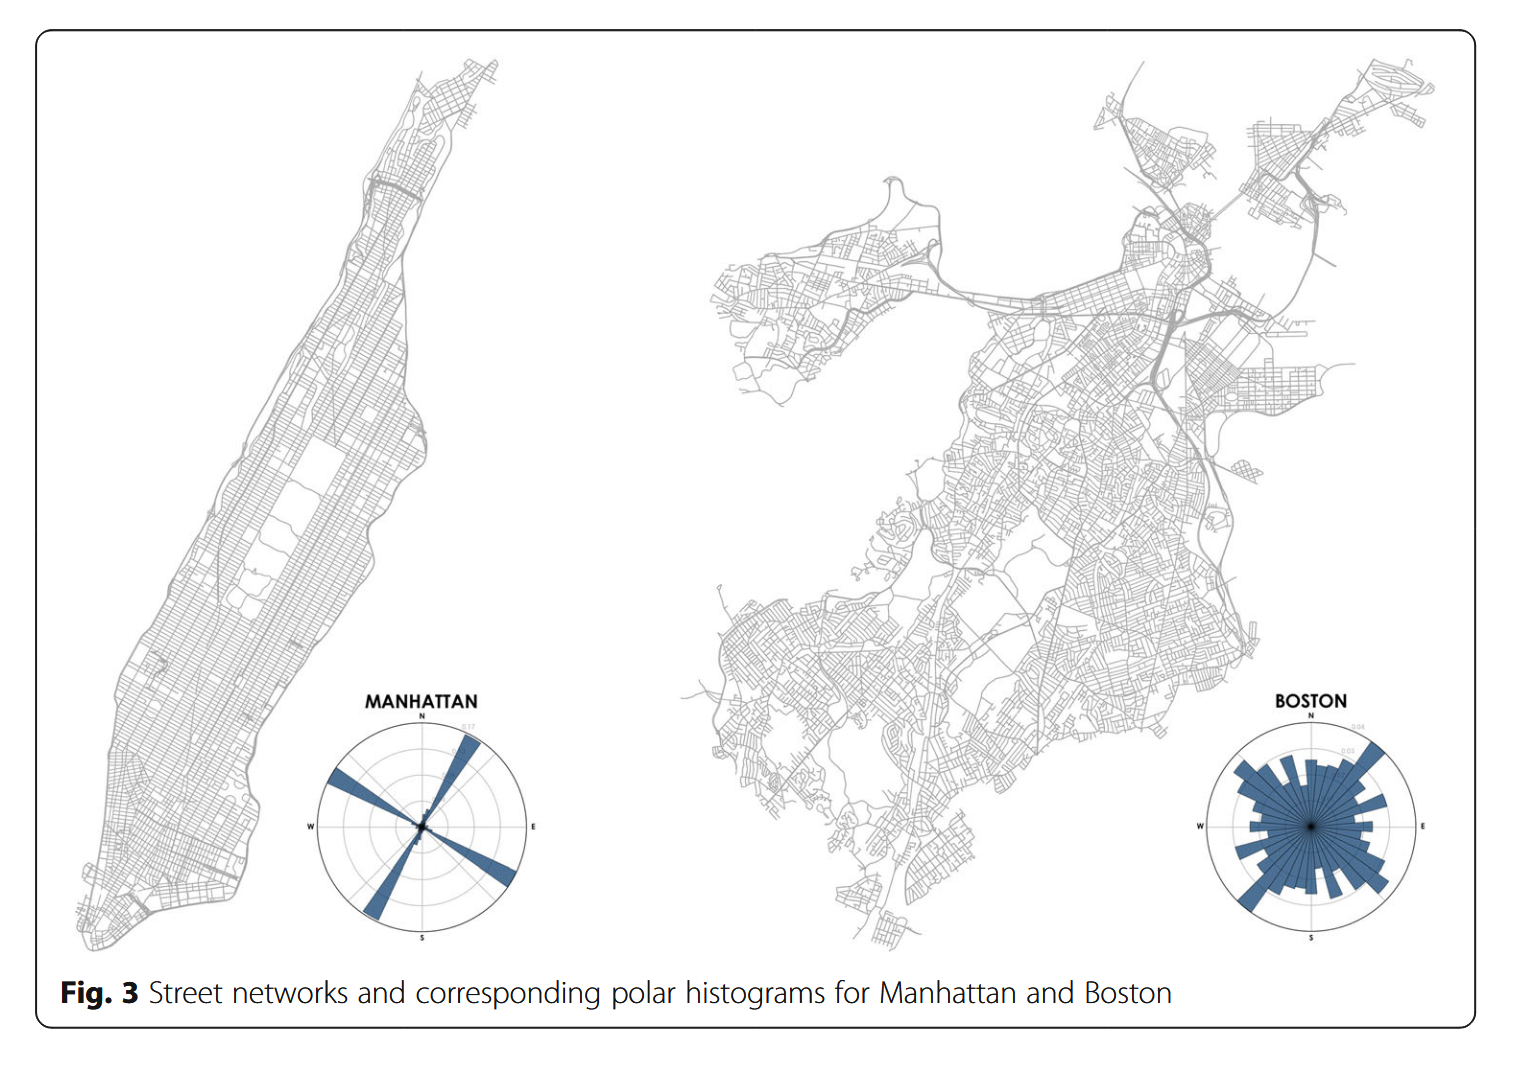 MANHATTAN
N
0.17
W
E
S
BOSTON
N
0.04
0.03
W
E
S
Fig. 3 Street networks and corresponding polar histograms for Manhattan and Boston